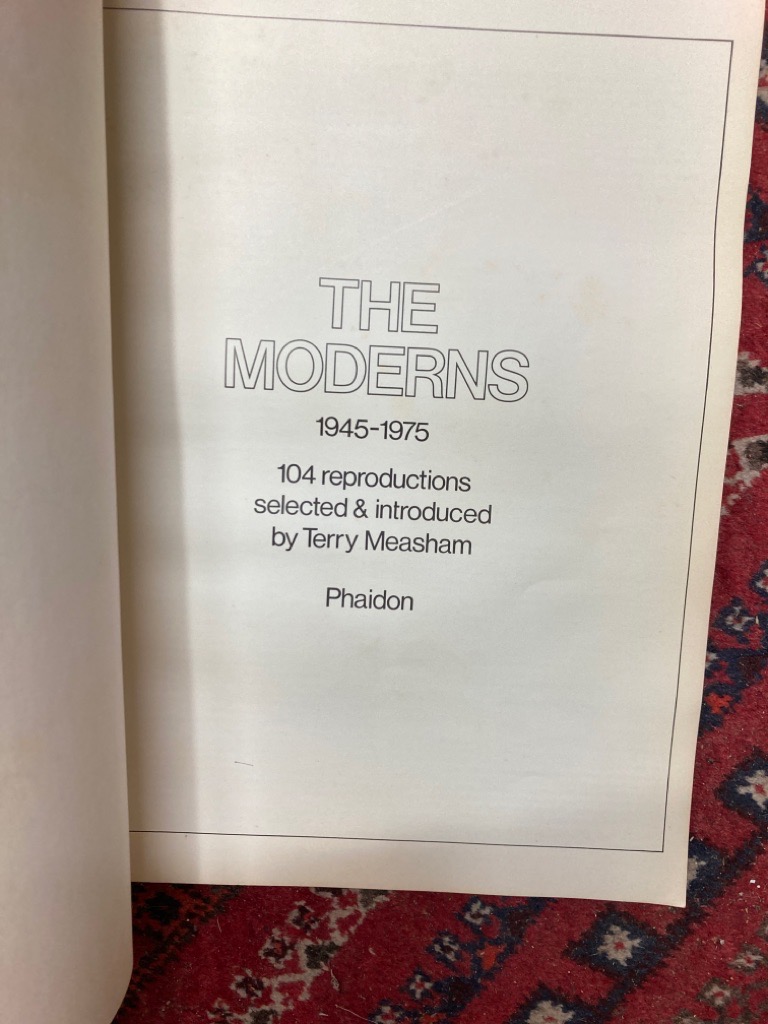 THE
MODERNS
1945-1975
104 reproductions
selected & introduced
by Terry Measham
Phaidon